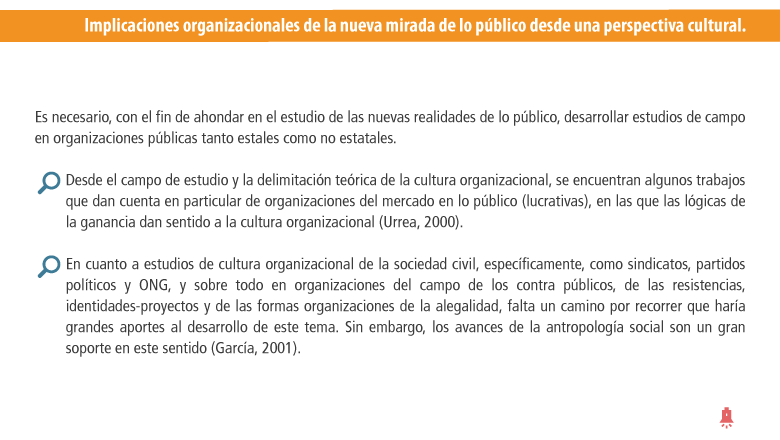 Implicaciones organizacionales de la nueva mirada de lo público desde una perspectiva cultural.
Es necesario, con el fin de ahondar en el estudio de las nuevas realidades de lo público, desarrollar estudios de campo
en organizaciones públicas tanto estales como no estatales.
Desde el campo de estudio y la delimitación teórica de la cultura organizacional, se encuentran algunos trabajos
que dan cuenta en particular de organizaciones del mercado en lo público (lucrativas), en las que las lógicas de
la ganancia dan sentido a la cultura organizacional (Urrea, 2000).
En cuanto a estudios de cultura organizacional de la sociedad civil, específicamente, como sindicatos, partidos
políticos y ONG, y sobre todo en organizaciones del campo de los contra públicos, de las resistencias,
identidades-proyectos y de las formas organizaciones de la alegalidad, falta un camino por recorrer que haría
grandes aportes al desarrollo de este tema. Sin embargo, los avances de la antropología social son un gran
soporte en este sentido (García, 2001).